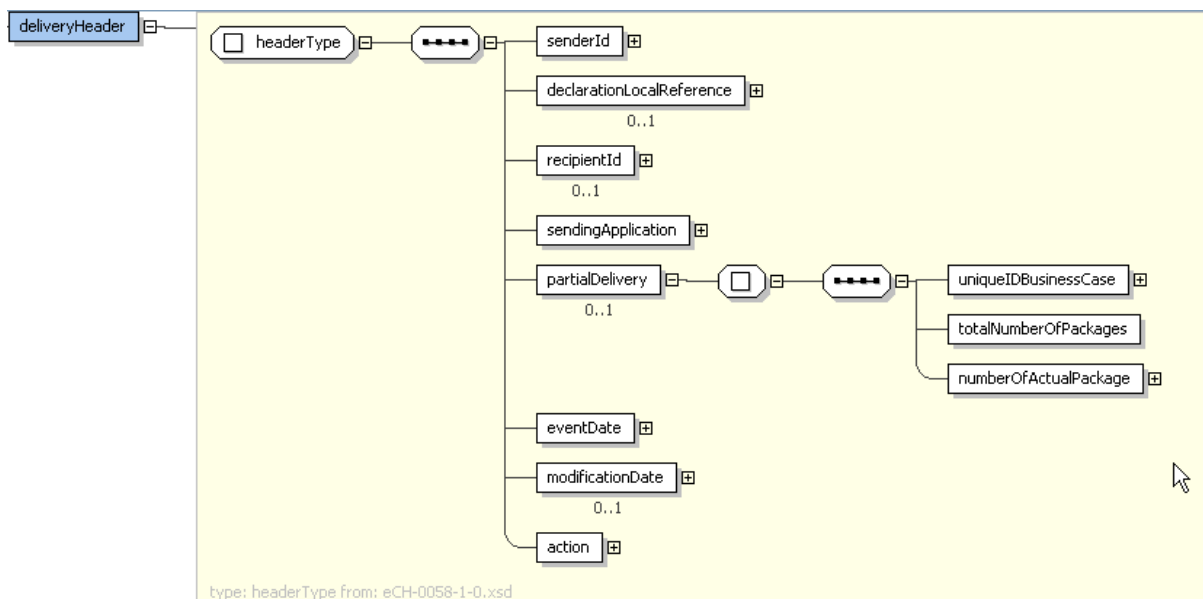 deliveryHeader
headerType
senderId
declarationLocalReference
0..1
recipientId
0..1
sendingApplication
partialDelivery
0..1
uniqueIDBusinessCase
totalNumberOfPackages
numberOfActualPackage
eventDate
modificationDate
0..1
action
type: headerType from: eCH-0058-1-0.xsd